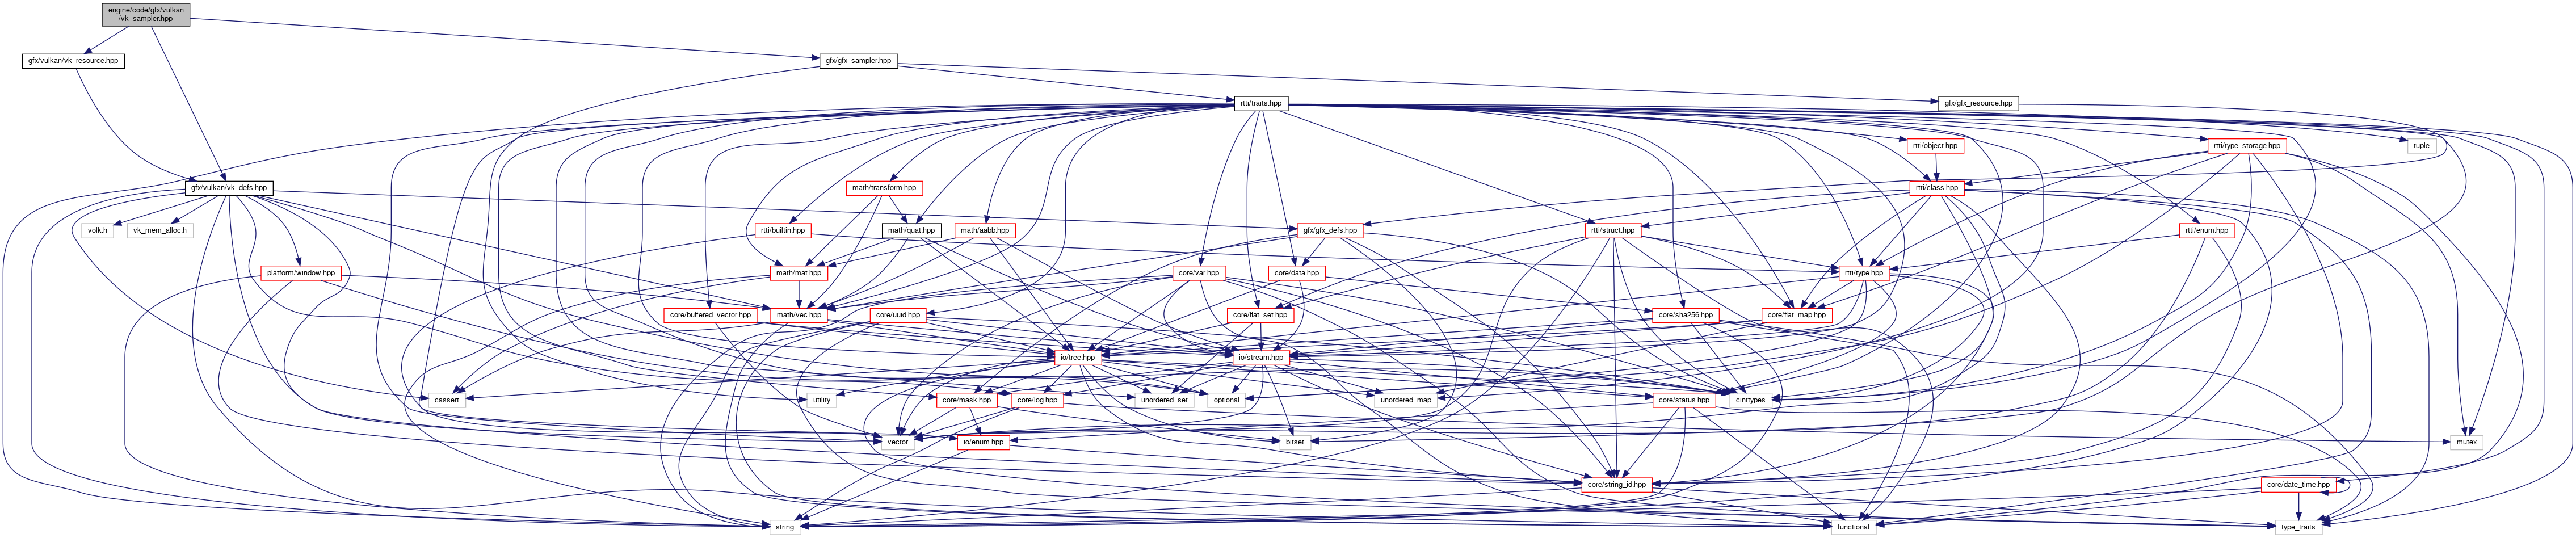 engine/code/gfx/vulkan
/vk_sampler.hpp
gfx/vulkan/vk_resource.hpp
gfx/gfx_sampler.hpp
rtti/traits.hpp
gfx/gfx_resource.hpp
rtti/object.hpp
rtti/type_storage.hpp
tuple
gfx/vulkan/vk_defs.hpp
math/transform.hpp
rtti/class.hpp
volk.h
vk_mem_alloc.h
rtti/builtin.hpp
math/quat.hpp
math/aabb.hpp
gfx/gfx_defs.hpp
rtti/struct.hpp
rtti/enum.hpp
platform/window.hpp
math/mat.hpp
core/var.hpp
core/data.hpp
rtti/type.hpp
core/buffered_vector.hpp
math/vec.hpp
core/uuid.hpp
core/flat_set.hpp
core/sha256.hpp
core/flat_map.hpp
io/tree.hpp
io/stream.hpp
cassert
utility
core/mask.hpp
core/log.hpp
unordered_set
optional
unordered_map
core/status.hpp
cinttypes
vector
io/enum.hpp
bitset
mutex
core/string_id.hpp
core/date_time.hpp
string
functional
type_traits